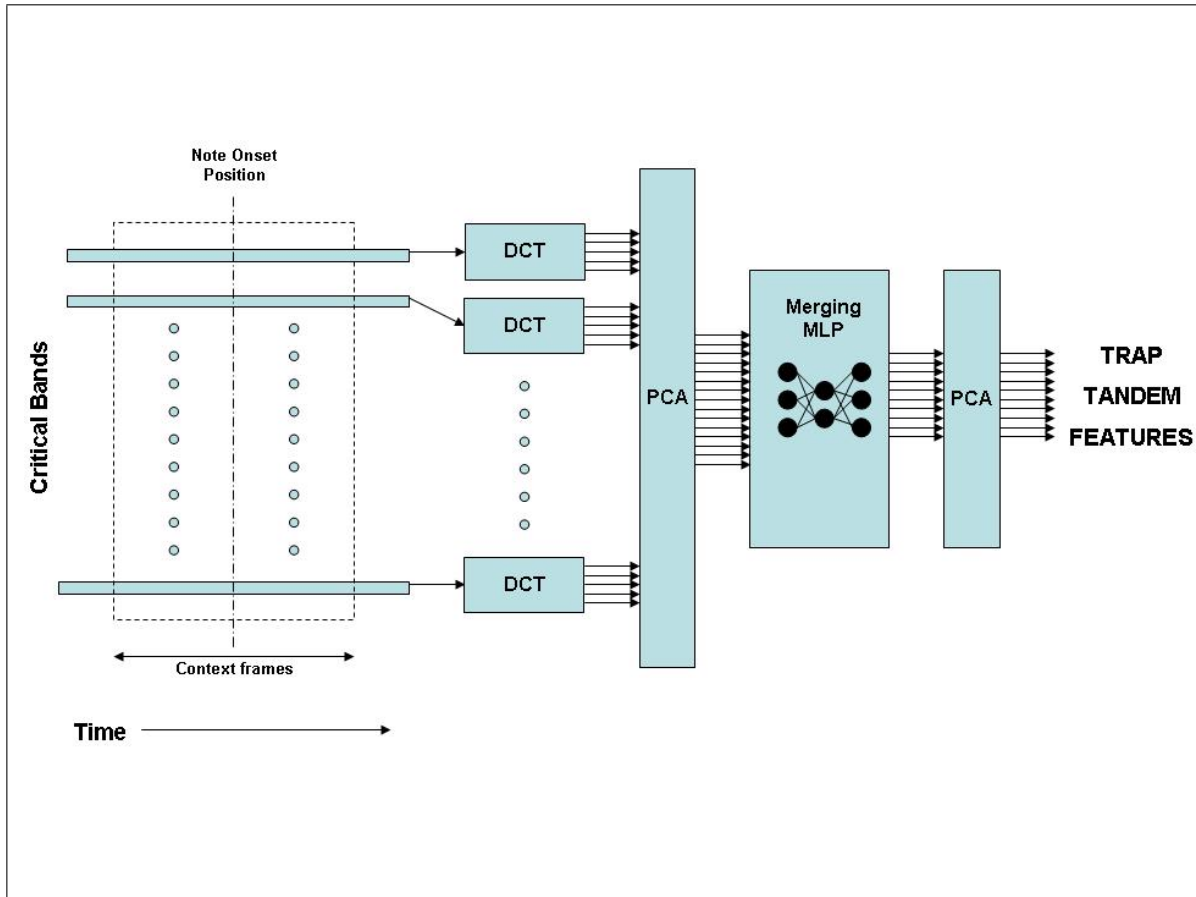 Note Onset
Position
Critical Bands
DCT
DCT
DCT
PCA
Merging
MLP
PCA
TRAP
TANDEM
FEATURES
Context frames
Time